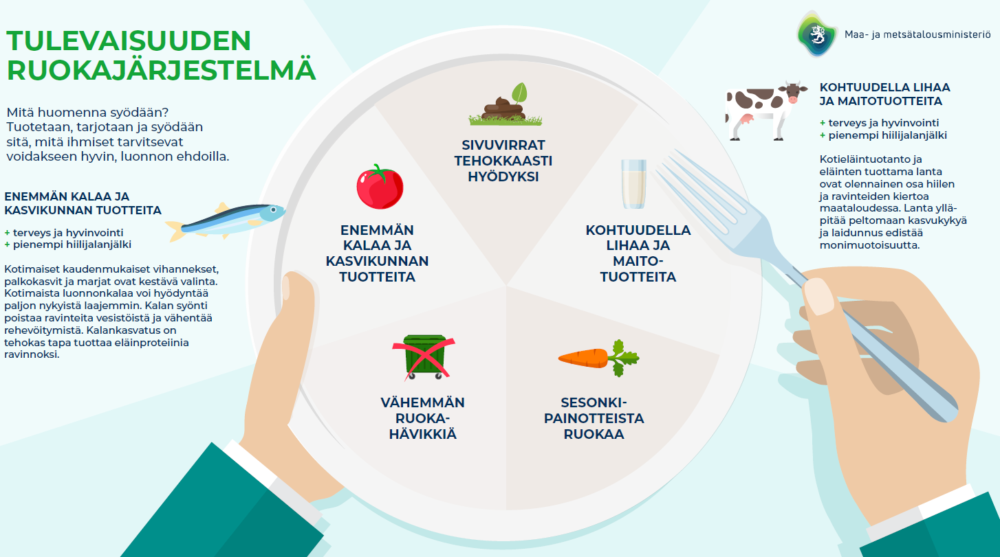 TULEVAISUUDEN
RUOKAJÄRJESTELMÄ
Mitä huomenna syödään?
Tuotetaan, tarjotaan ja syödään
sitä, mitä ihmiset tarvitsevat
voidakseen hyvin, luonnon ehdoilla.
ENEMMÄN KALAA JA
KASVIKUNNAN TUOTTEITA
+ terveys ja hyvinvointi
+ pienempi hiilijalanjälki
Kotimaiset kaudenmukaiset vihannekset,
palkokasvit ja marjat ovat kestävä valinta.
Kotimaista luonnonkalaa voi hyödyntää
paljon nykyistä laajemmin. Kalan syönti
poistaa ravinteita vesistöistä ja vähentää
rehevöitymistä. Kalankasvatus on
tehokas tapa tuottaa eläinproteiinia
ravinnoksi.
SIVUVIRRAT
TEHOKKAASTI
HYÖDYKSI
ENEMMÄN
KALAA JA
KASVIKUNNAN
TUOTTEITA
KOHTUUDELLA
LIHAA JA
MAITO-
TUOTTEITA
VÄHEMMÄN
RUOKA-
HÄVIKKIÄ
SESONKI-
PAINOTTEISTA
RUOKAA
Maa- ja metsätalousministeriö
KOHTUUDELLA LIHAA
JA MAITOTUOTTEITA
+ terveys ja hyvinvointi
+ pienempi hiilijalanjälki
Kotieläintuotanto ja
eläinten tuottama lanta
ovat olennainen osa hiilen
ja ravinteiden kiertoa
maataloudessa. Lanta yllä-
pitää peltomaan kasvukykyä
ja laidunnus edistää
monimuotoisuutta.